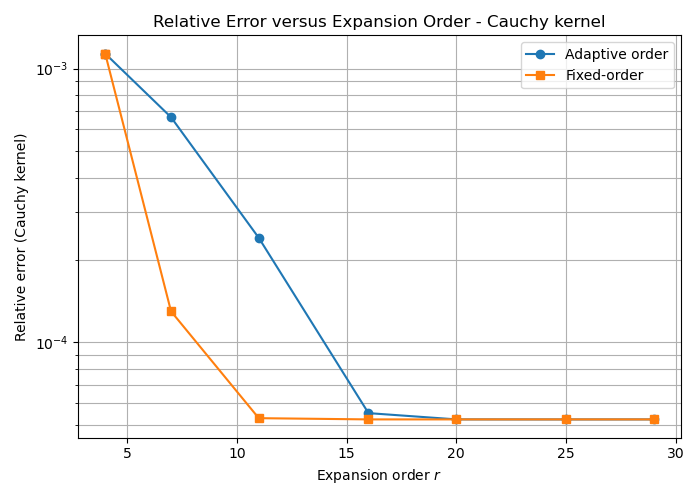 Relative Error versus Expansion Order - Cauchy kernel
Relative error (Cauchy kernel)
10⁻³
10⁻⁴
Adaptive order
Fixed-order
5 10 15 20 25 30
Expansion order r